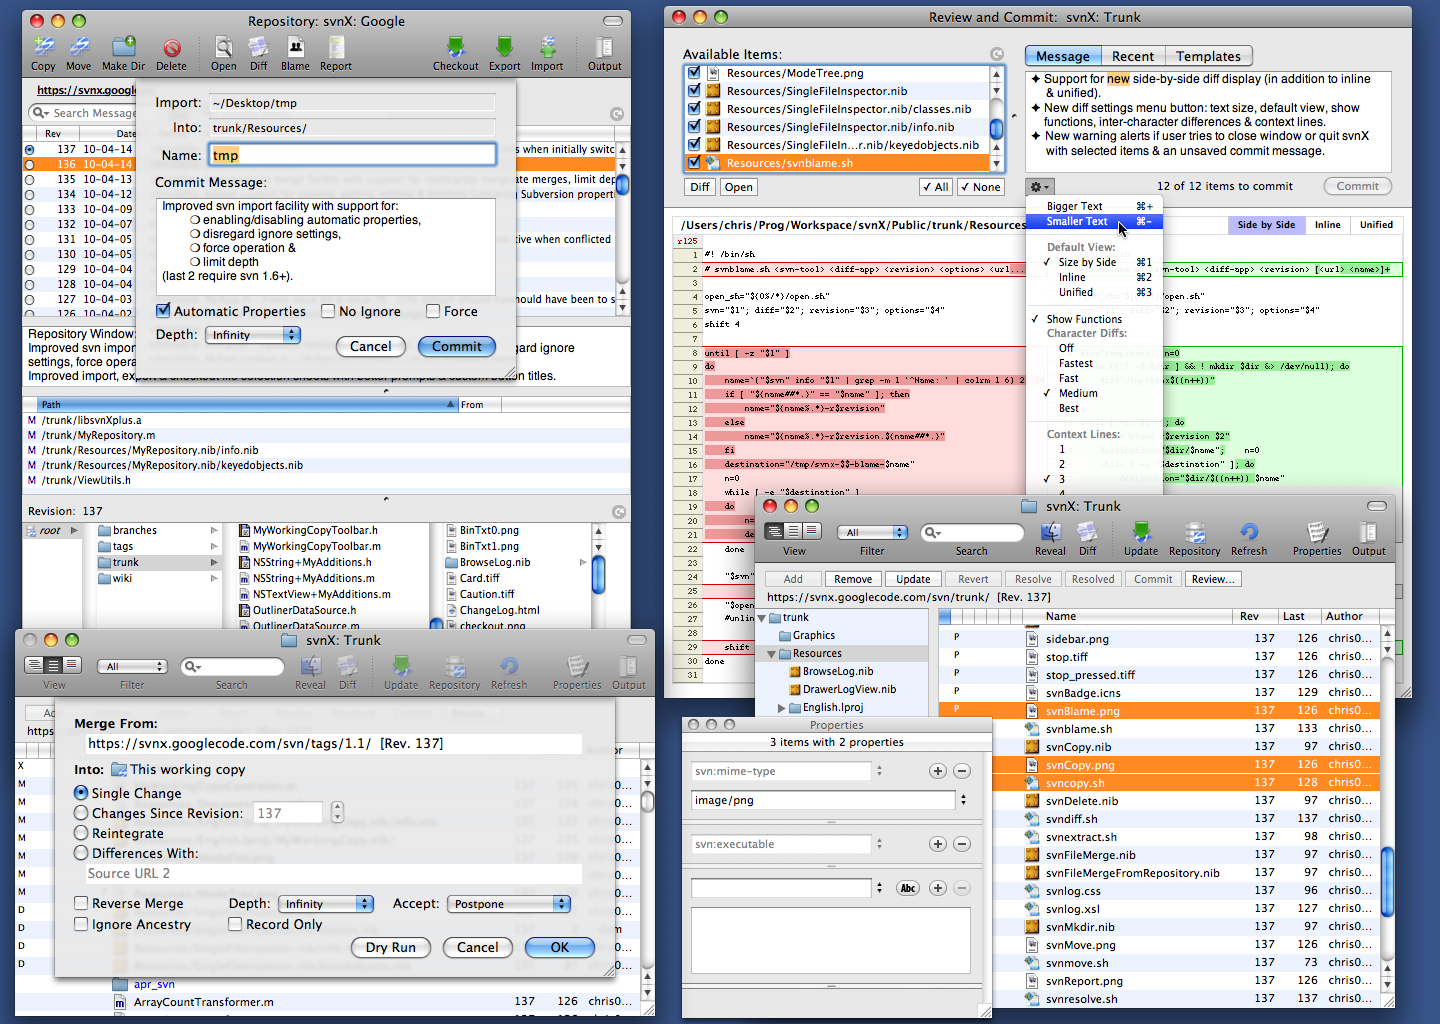 Repository: svnX: Google
Copy Move Make Dir Delete Open Diff Blame Report Checkout Export Import Output
https://svnx.googlec
Search Message
Rev Date
137 10-04-14
s when initially switc
136 10-04-14
135 10-04-13
134 10-04-12
133 10-04-09
132 10-04-07
131 10-04-05
130 10-04-05
129 10-04-04
128 10-04-04
127 10-04-03
126 10-04-02
Import: ~/Desktop/tmp
Into: trunk/Resources/
Name: tmp
Commit Message:
Improved svn import facility with support for:
enabling/disabling automatic properties,
disregard ignore settings,
force operation &
limit depth
(last 2 require svn 1.6+).
Automatic Properties No Ignore Force
Depth: Infinity
Cancel Commit
Repository Window:
Improved svn impor
gard ignore
settings, force opera
Path From
M /trunk/libsvnXplus.a
M /trunk/MyRepository.m
M /trunk/Resources/MyRepository.nib/info.nib
M /trunk/Resources/MyRepository.nib/keyedobjects.nib
M /trunk/ViewUtils.h
Revision: 137
root
branches
tags
trunk
wiki
MyWorkingCopyToolbar.h
MyWorkingCopyToolbar.m
NSString+MyAdditions.h
NSString+MyAdditions.m
NSTextView+MyAdditions.m
OutlinerDataSource.h
OutlinerDataSource.m
BinTxt0.png
BinTxt1.png
BrowseLog.nib
Card.tiff
Caution.tiff
ChangeLog.html
checkout.png
Review and Commit: svnX: Trunk
Available Items:
Resources/ModeTree.png
Resources/SingleFileInspector.nib
Resources/SingleFileInspector.nib/classes.nib
Resources/SingleFileInspector.nib/info.nib
Resources/SingleFileIn...r.nib/keyedobjects.nib
Resources/svnblame.sh
Diff Open ✓ All ✓ None
Message Recent Templates
✦ Support for new side-by-side diff display (in addition to inline
& unified).
✦ New diff settings menu button: text size, default view, show
functions, inter-character differences & context lines.
✦ New warning alerts if user tries to close window or quit svnX
with selected items & an unsaved commit message.
12 of 12 items to commit Commit
/Users/chris/Prog/Workspace/svnX/Public/trunk/Resources
Side by Side Inline Unified
Bigger Text ⌘+
Smaller Text ⌘-
Default View:
✓ Size by Side ⌘1
Inline ⌘2
Unified ⌘3
✓ Show Functions
Character Diffs:
Off
Fastest
Fast
✓ Medium
Best
Context Lines:
1
2
✓ 3
4
r125
1 #! /bin/sh
2 # svnblame.sh <svn-tool> <diff-app> <revision> <options> <url...
3
4 open_sh="${0%/*}/open.sh"
5 svn="$1"; diff="$2"; revision="$3"; options="$4"
6 shift 4
7
8 until [ -z "$1" ]
9 do
10 name=`("$svn" info "$1" | grep -m 1 '^Name: ' | colrm 1 6) 2
11 if [ "${name##*.}" == "$name" ]; then
12 name="${name%.*}-r$revision"
13 else
14 name="${name%.*}-r$revision.${name##*.}"
15 fi
16 destination="/tmp/svnx-$$-blame-$name"
17 n=0
18 while [ -e "$destination" ]
19 do
20 n=
21 de
22 done
23
24 "$svn"
25
26 "$open
27 #unlin
28
29 shift
30 done
31
svnX: Trunk
View All Filter Search Reveal Diff Update Repository Refresh Properties Output
Add Remove Update Revert Resolve Resolved Commit Review...
https://svnx.googlecode.com/svn/trunk/ [Rev. 137]
trunk
Graphics
Resources
BrowseLog.nib
DrawerLogView.nib
English.lproj
Name Rev Last Author
P sidebar.png 137 126 chris0...
P stop.tiff 137 126 chris0...
P stop_pressed.tiff 137 126 chris0...
P svnBadge.icns 137 129 chris0...
P svnBlame.png 137 126 chris0...
svnblame.sh 137 133 chris0...
svnCopy.nib 137 97 chris0...
svnCopy.png 137 126 chris0...
svncopy.sh 137 128 chris0...
svnDelete.nib 137 97 chris0...
svndiff.sh 137 137 chris0...
svnextract.sh 137 98 chris0...
svnFileMerge.nib 137 97 chris0...
svnFileMergeFromRepository.nib 137 97 chris0...
svnlog.css 137 96 chris0...
svnlog.xsl 137 127 chris0...
svnMkdir.nib 137 97 chris0...
svnMove.png 137 126 chris0...
svnmove.sh 137 73 chris0...
svnReport.png 137 126 chris0...
svnresolve.sh 137 97 chris0...
svnX: Trunk
View All Filter Search Reveal Diff Update Repository Refresh Properties Output
Merge From:
https://svnx.googlecode.com/svn/tags/1.1/ [Rev. 137]
Into: This working copy
Single Change
Changes Since Revision: 137
Reintegrate
Differences With:
Source URL 2
Reverse Merge Depth: Infinity Accept: Postpone
Ignore Ancestry Record Only
Dry Run Cancel OK
X
M
M
M
M
M
M
M
D
D
D
D
apr_svn
ArrayCountTransformer.m 137 126 chris0...
Properties
3 items with 2 properties
svn:mime-type
image/png
svn:executable
Abc